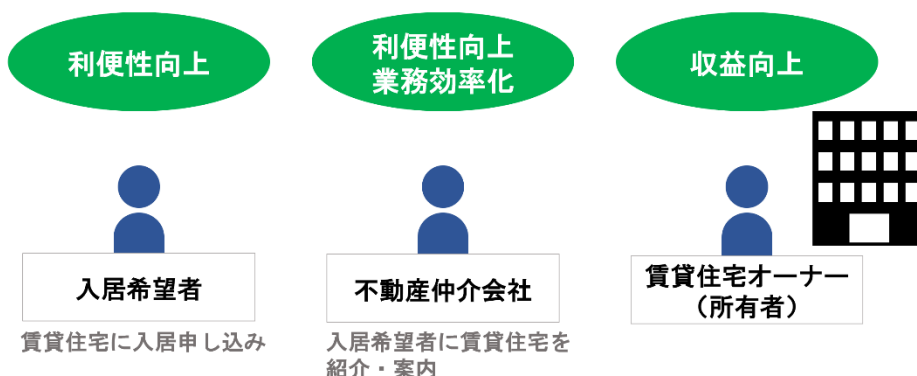 利便性向上
利便性向上
業務効率化
収益向上
入居希望者
不動産仲介会社
賃貸住宅オーナー
（所有者）
賃貸住宅に入居申し込み
入居希望者に賃貸住宅を
紹介・案内